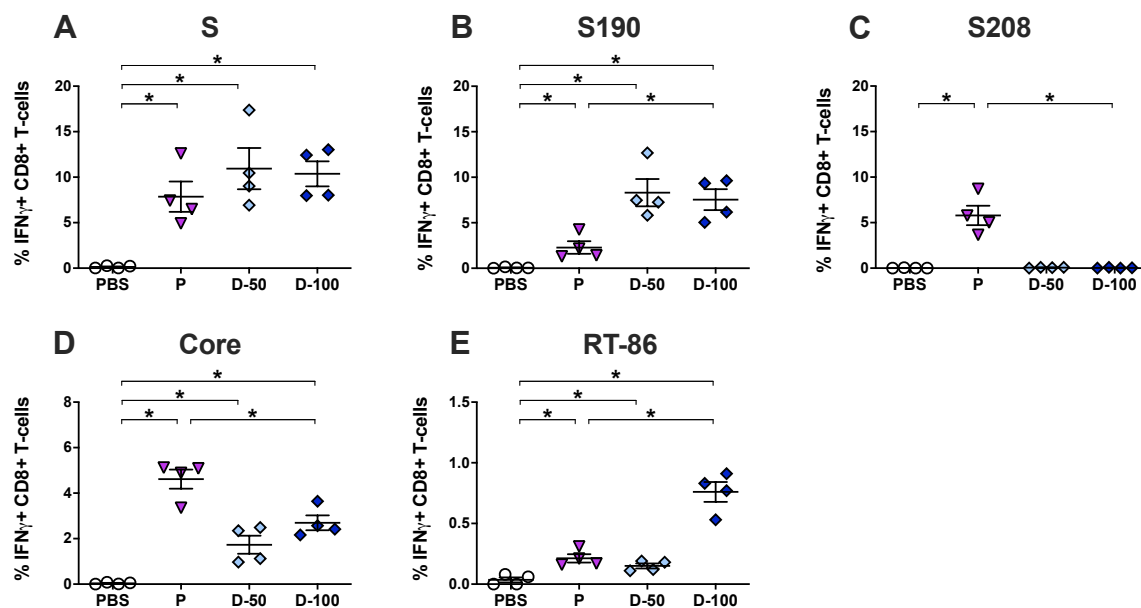 A S
* * *
% IFNγ+ CD8+ T-cells
20
15
10
5
0
PBS P D-50 D-100
B S190
* * * *
% IFNγ+ CD8+ T-cells
20
15
10
5
0
PBS P D-50 D-100
C S208
* *
% IFNγ+ CD8+ T-cells
20
15
10
5
0
PBS P D-50 D-100
D Core
* * * *
% IFNγ+ CD8+ T-cells
8
6
4
2
0
PBS P D-50 D-100
E RT-86
* * * *
% IFNγ+ CD8+ T-cells
1.5
1.0
0.5
0.0
PBS P D-50 D-100